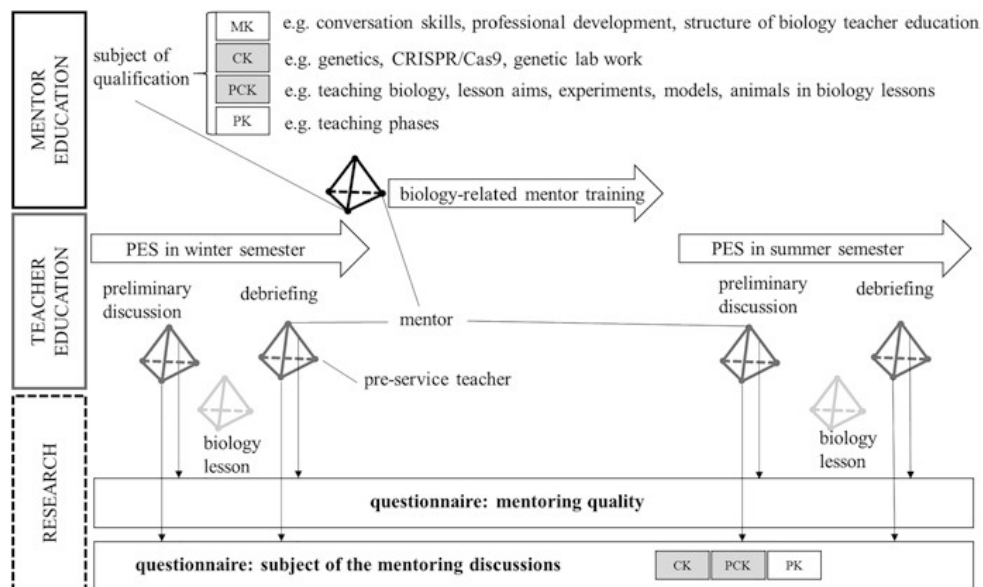 MENTOR
EDUCATION
subject of
qualification
MK e.g. conversation skills, professional development, structure of biology teacher education
CK e.g. genetics, CRISPR/Cas9, genetic lab work
PCK e.g. teaching biology, lesson aims, experiments, models, animals in biology lessons
PK e.g. teaching phases
biology-related mentor training
TEACHER
EDUCATION
PES in winter semester
PES in summer semester
preliminary
discussion
debriefing
mentor
pre-service teacher
preliminary
discussion
debriefing
RESEARCH
biology
lesson
biology
lesson
questionnaire: mentoring quality
questionnaire: subject of the mentoring discussions CK PCK PK